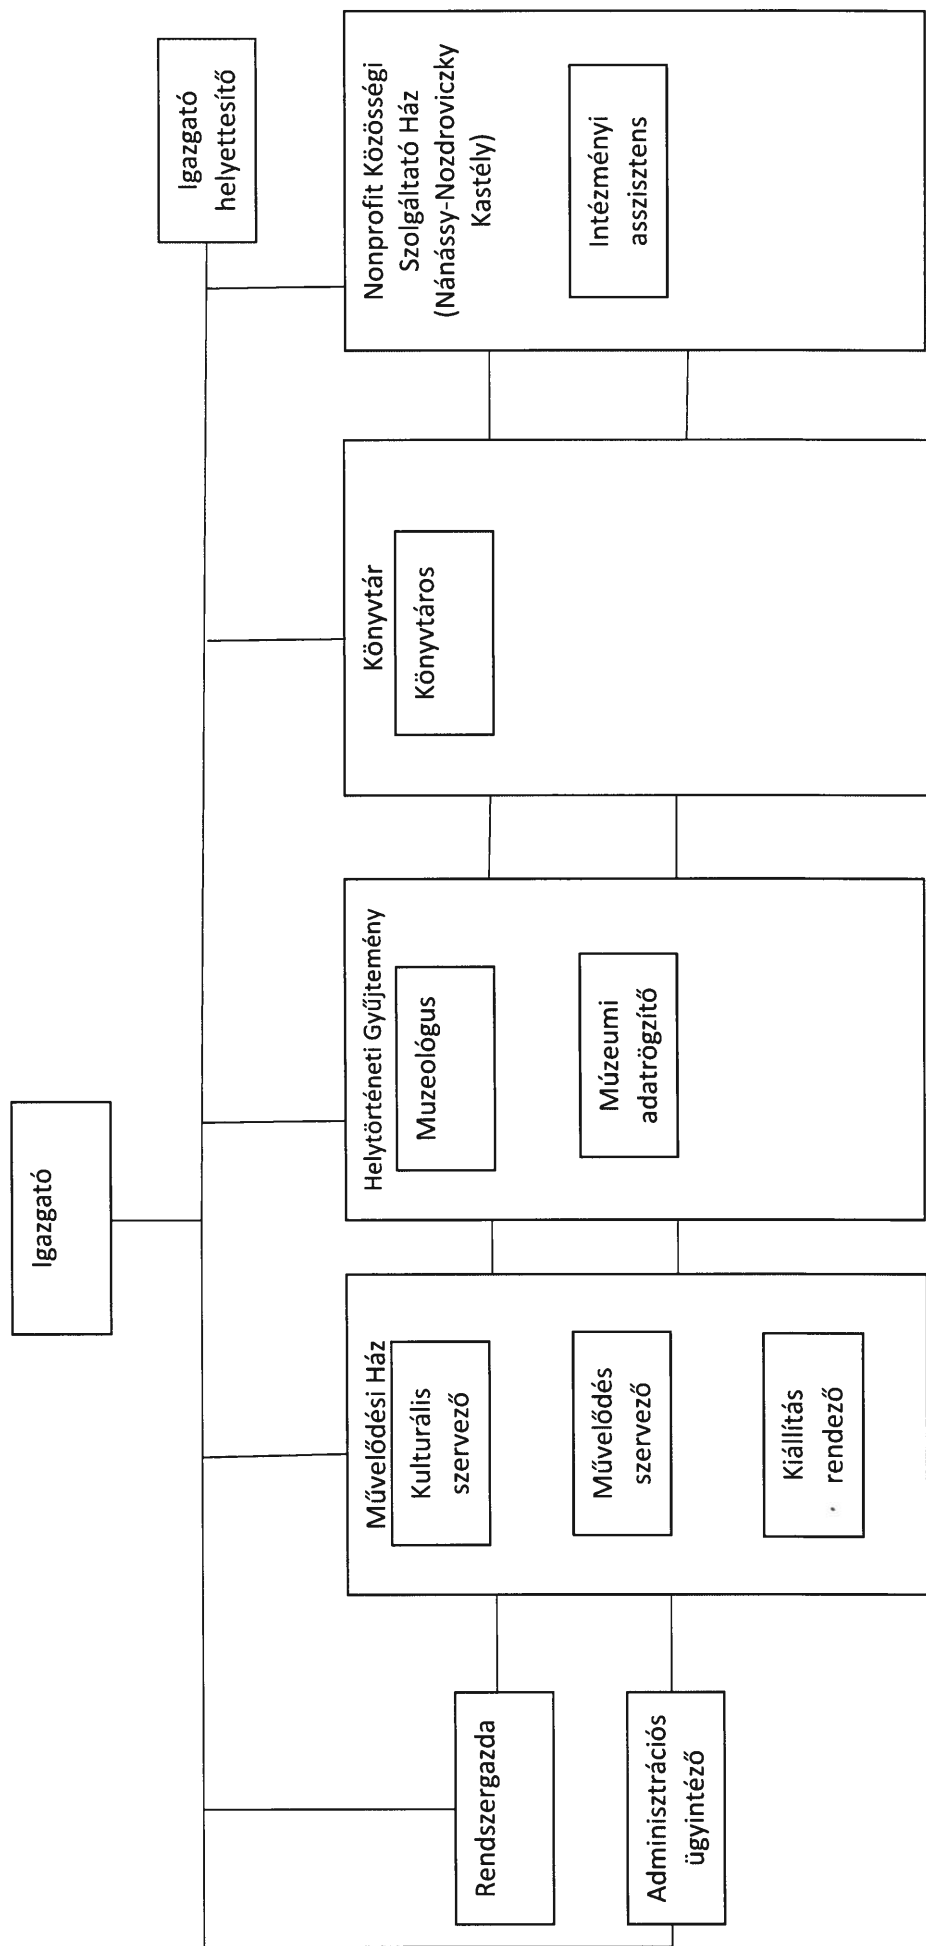 Igazgató
Igazgató
helyettesítő
Rendszergazda
Adminisztrációs
ügyintéző
Művelődési Ház
Kulturális
szervező
Művelődés
szervező
Kiállítás
rendező
Helytörténeti Gyűjtemény
Muzeológus
Múzeumi
adatrögzítő
Könyvtár
Könyvtáros
Nonprofit Közösségi
Szolgáltató Ház
(Nánássy-Nozdroviczky
Kastély)
Intézményi
asszisztens